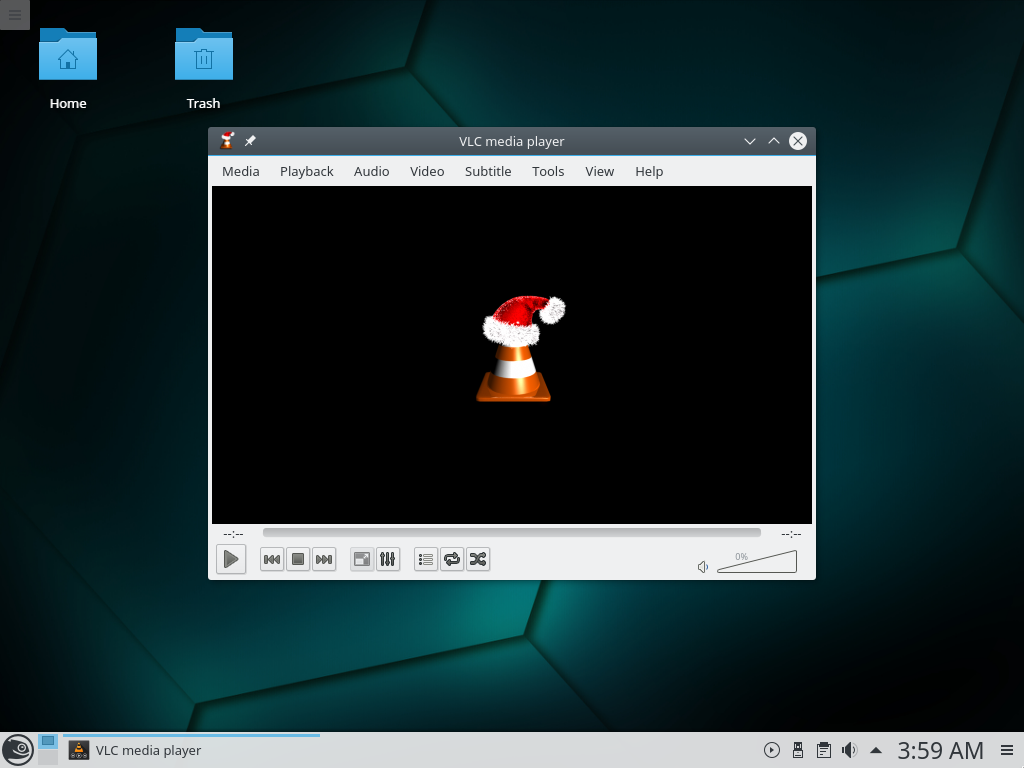 Home
Trash
VLC media player
Media Playback Audio Video Subtitle Tools View Help
--:-- --:--
0%
VLC media player
3:59 AM